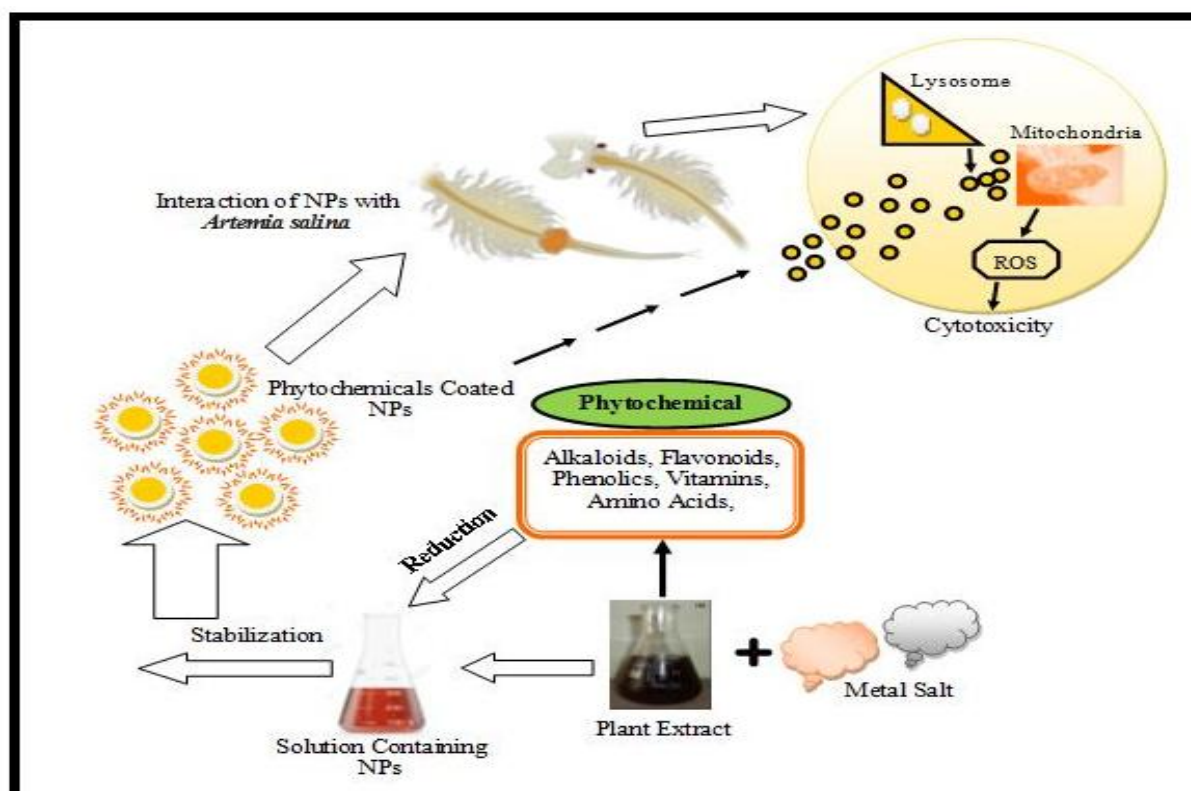 Lysosome
Mitochondria
Interaction of NPs with
Artemia salina
ROS
Cytotoxicity
Phytochemicals Coated
NPs
Phytochemical
Alkaloids, Flavonoids,
Phenolics, Vitamins,
Amino Acids,
Reduction
Stabilization
Metal Salt
Plant Extract
Solution Containing
NPs